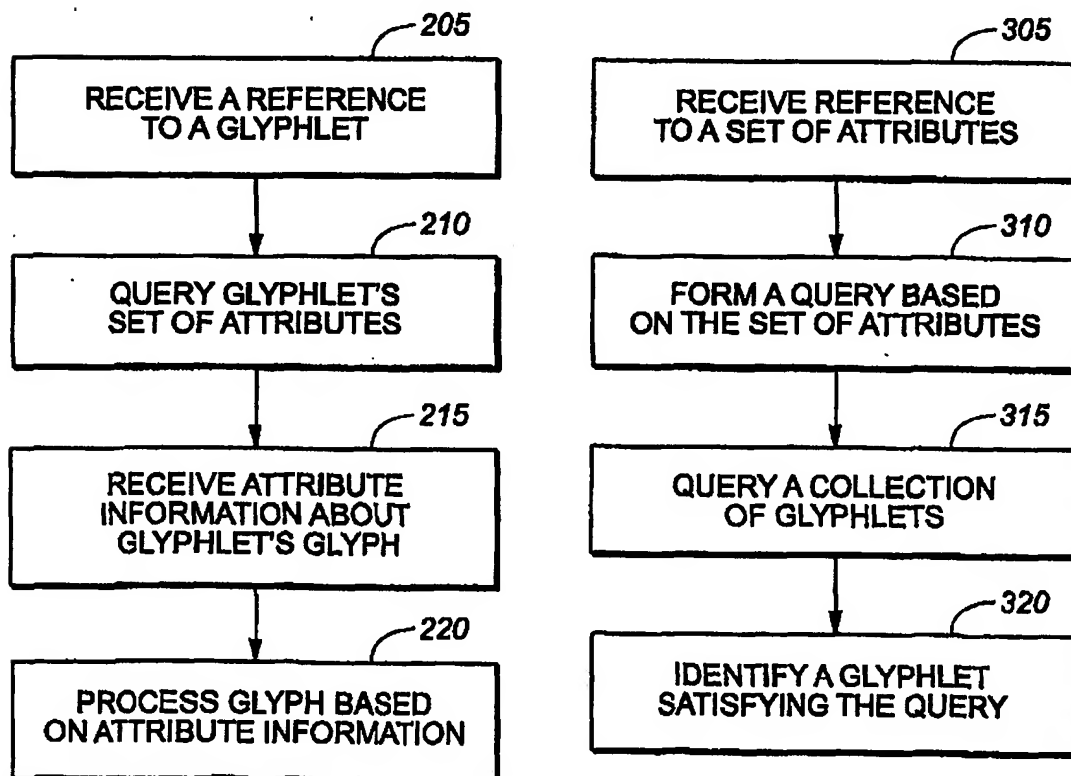 205
RECEIVE A REFERENCE
TO A GLYPHLET
210
QUERY GLYPHLET'S
SET OF ATTRIBUTES
215
RECEIVE ATTRIBUTE
INFORMATION ABOUT
GLYPHLET'S GLYPH
220
PROCESS GLYPH BASED
ON ATTRIBUTE INFORMATION
305
RECEIVE REFERENCE
TO A SET OF ATTRIBUTES
310
FORM A QUERY BASED
ON THE SET OF ATTRIBUTES
315
QUERY A COLLECTION
OF GLYPHLETS
320
IDENTIFY A GLYPHLET
SATISFYING THE QUERY